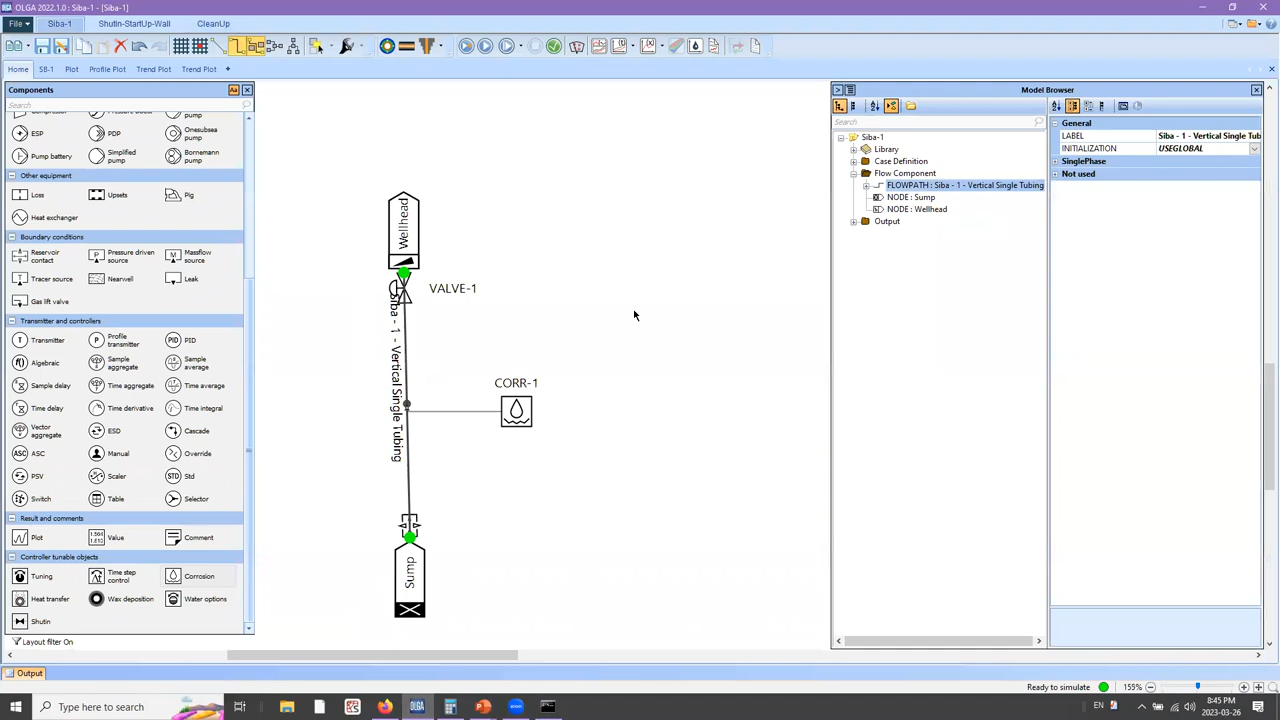 OLGA 2022.1.0 : Siba-1 - [Siba-1]
File Siba-1 ShutIn-StartUp-Wall CleanUp
Home SB-1 Plot Profile Plot Trend Plot Trend Plot +
Components Aa
Search
pump
ESP PDP Onesubsea pump
Pump battery Simplified pump Bornemann pump
Other equipment
Loss Upsets Pig
Heat exchanger
Boundary conditions
Reservoir contact Pressure driven source Massflow source
Tracer source Nearwell Leak
Gas lift valve
Transmitter and controllers
Transmitter Profile transmitter PID
Algebraic Sample aggregate Sample average
Sample delay Time aggregate Time average
Time delay Time derivative Time integral
Vector aggregate ESD Cascade
ASC Manual Override
PSV Scaler Std
Switch Table Selector
Result and comments
Plot Value Comment
Controller tunable objects
Tuning Time step control Corrosion
Heat transfer Wax deposition Water options
Shutin
Layout filter On
Wellhead
VALVE-1
Siba - 1 - Vertical Single Tubing
CORR-1
Sump
Model Browser
Search
Siba-1
Library
Case Definition
Flow Component
FLOWPATH : Siba - 1 - Vertical Single Tubing
NODE : Sump
NODE : Wellhead
Output
General
LABEL Siba - 1 - Vertical Single Tub
INITIALIZATION USEGLOBAL
SinglePhase
Not used
Output
Ready to simulate 155%
Type here to search
OLGA
EN
8:45 PM
2023-03-26